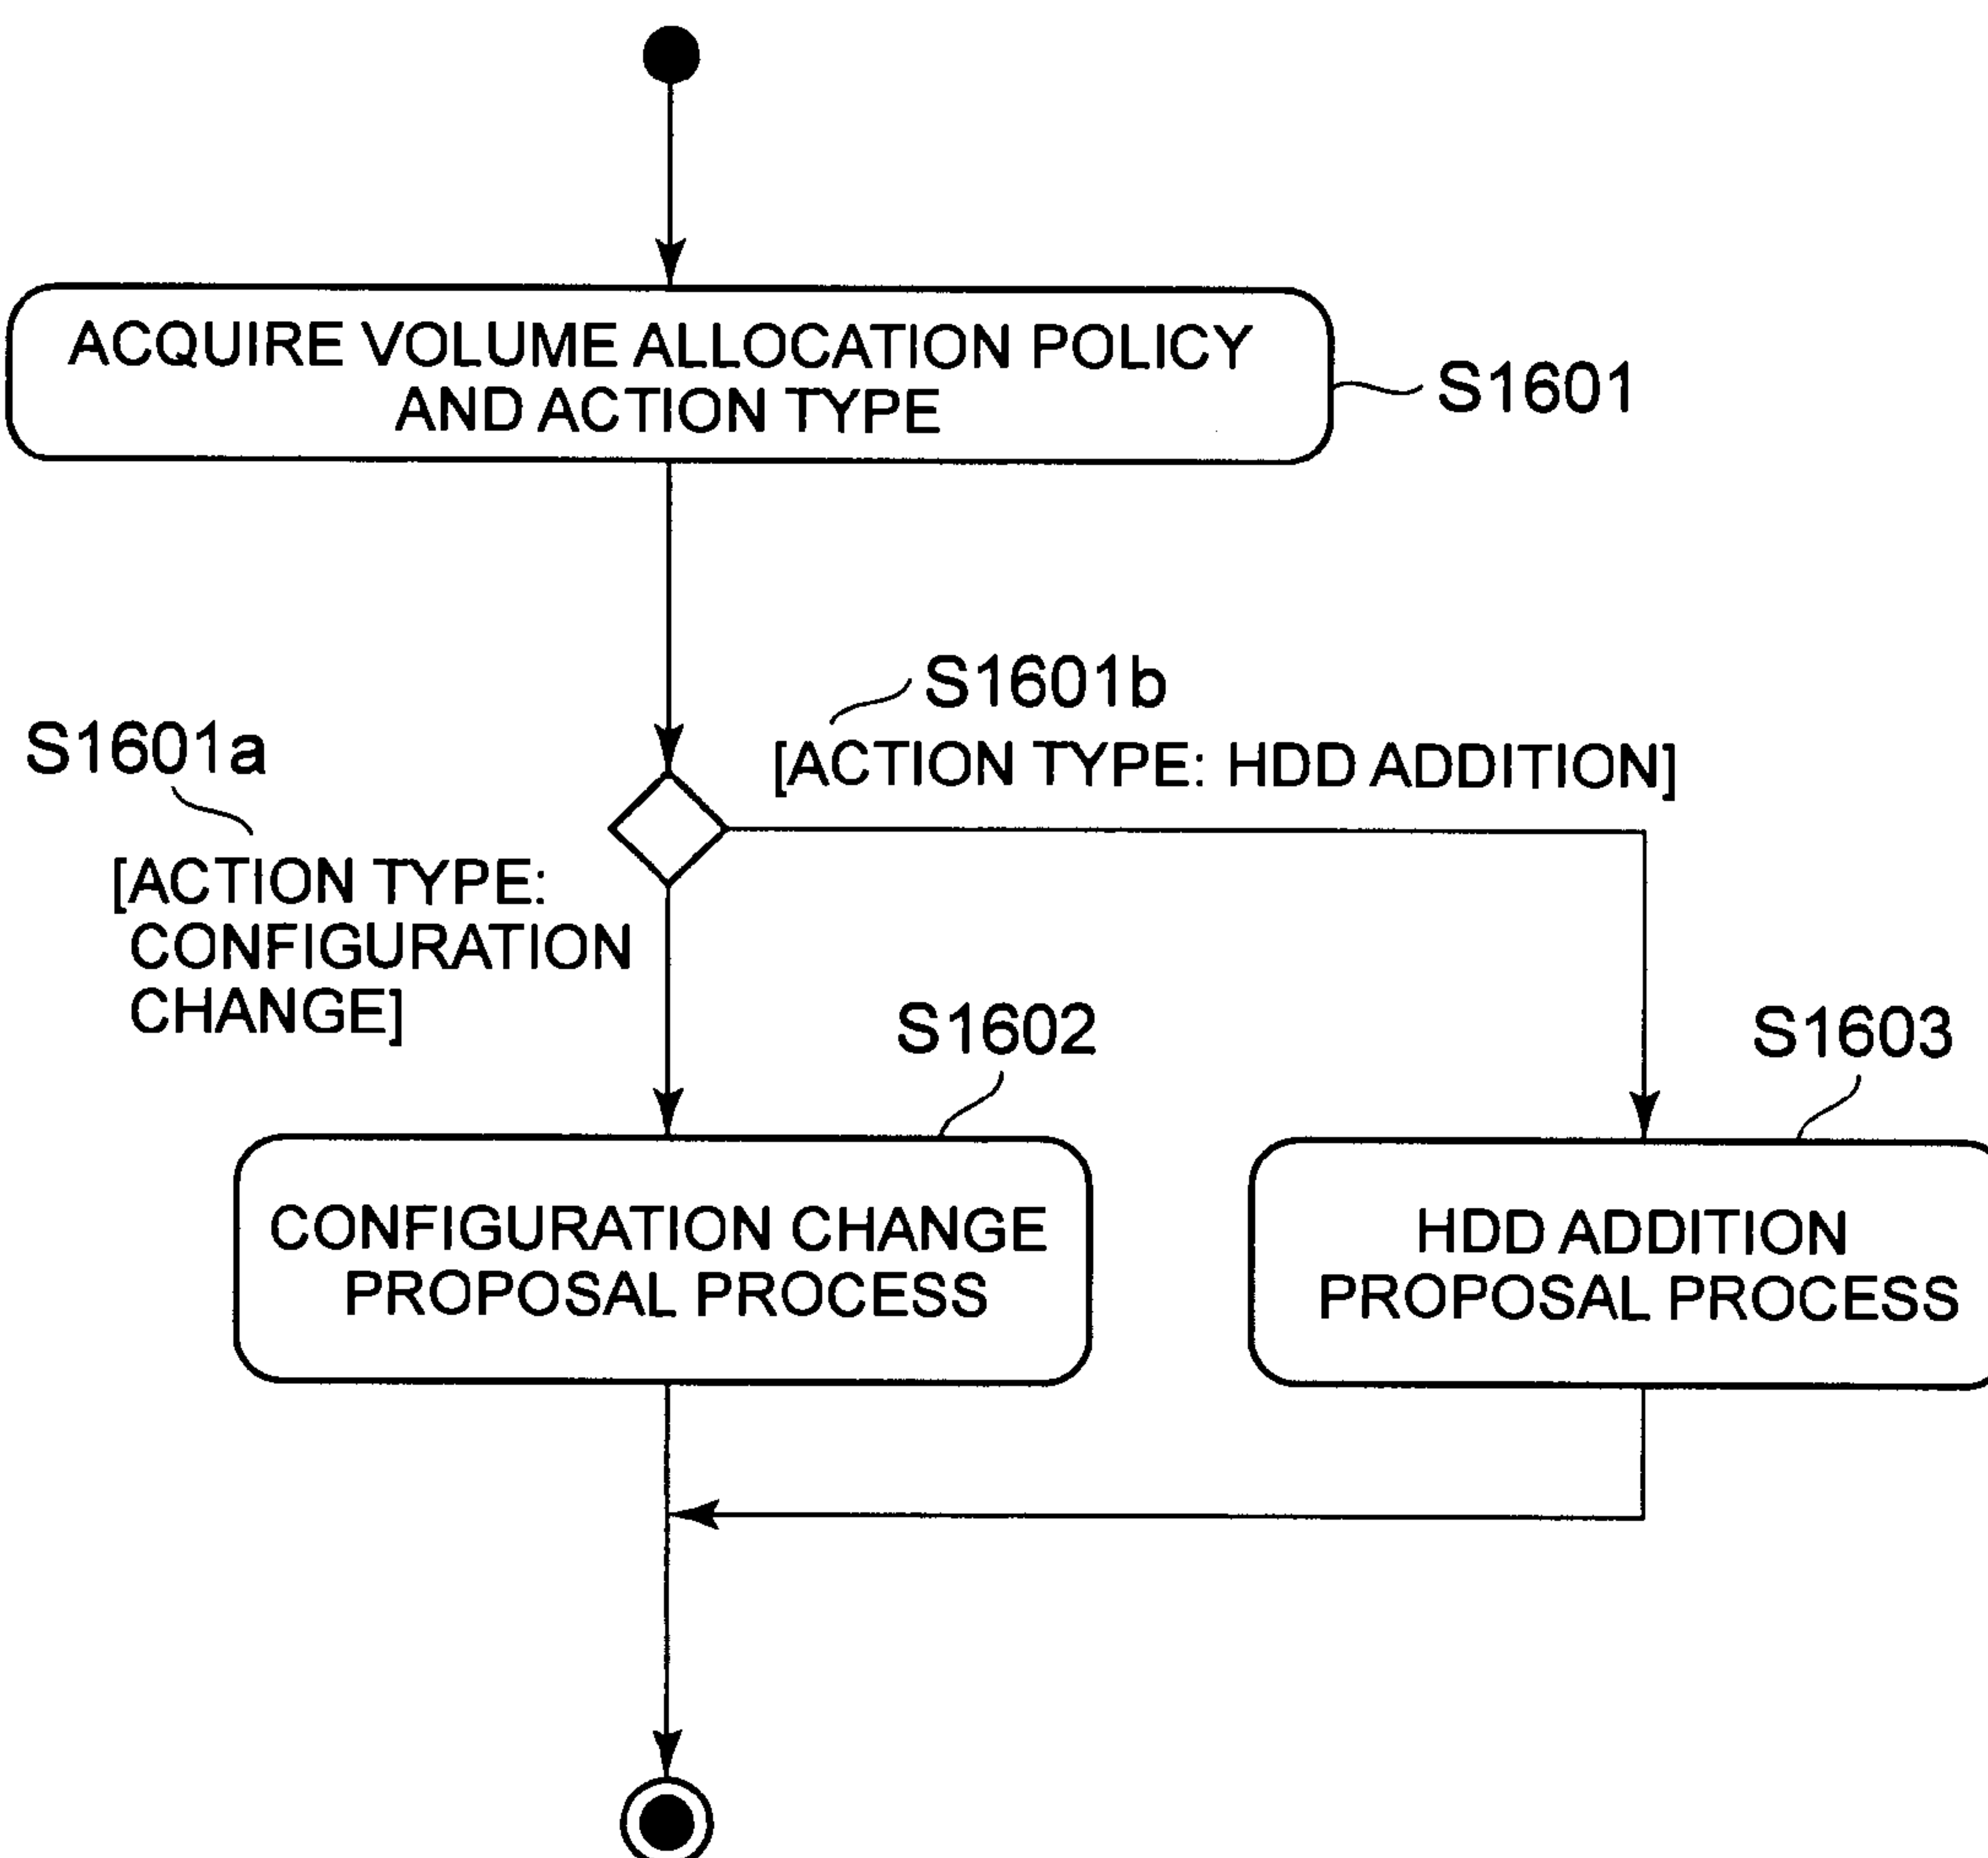 ACQUIRE VOLUME ALLOCATION POLICY
AND ACTION TYPE
S1601
S1601b
[ACTION TYPE: HDD ADDITION]
S1601a
[ACTION TYPE:
CONFIGURATION
CHANGE]
S1602
S1603
CONFIGURATION CHANGE
PROPOSAL PROCESS
HDD ADDITION
PROPOSAL PROCESS